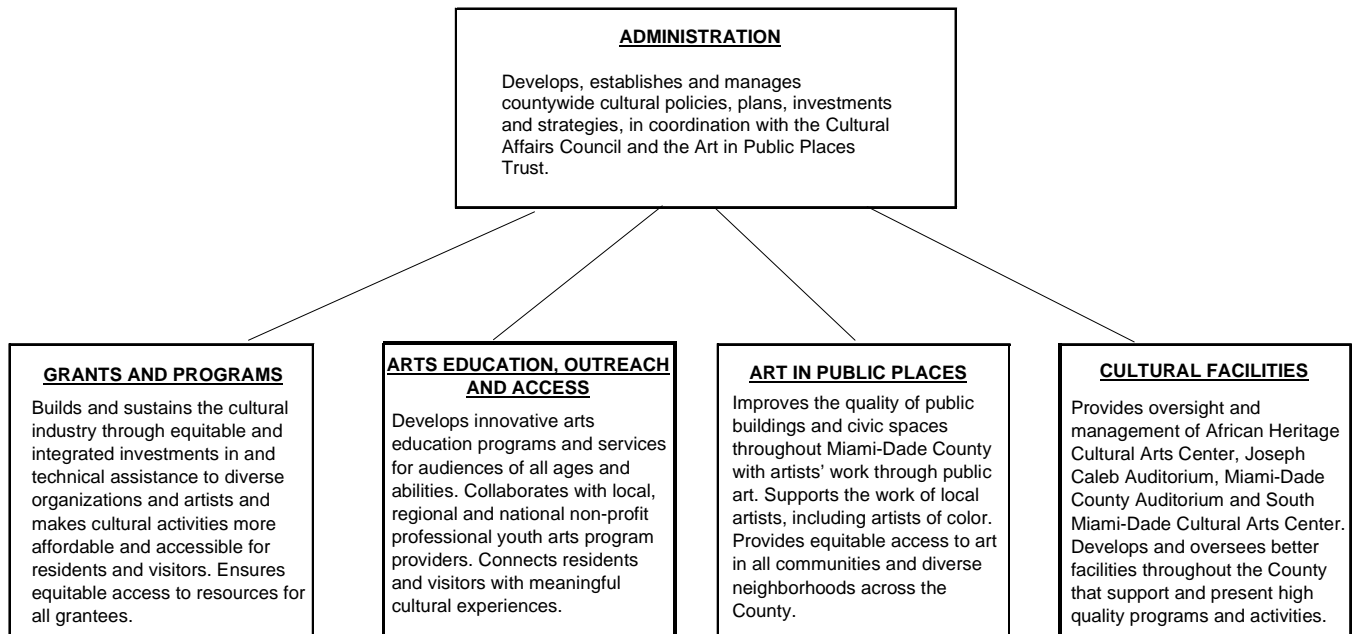 ADMINISTRATION
Develops, establishes and manages
countywide cultural policies, plans, investments
and strategies, in coordination with the Cultural
Affairs Council and the Art in Public Places
Trust.
GRANTS AND PROGRAMS
Builds and sustains the cultural
industry through equitable and
integrated investments in and
technical assistance to diverse
organizations and artists and
makes cultural activities more
affordable and accessible for
residents and visitors. Ensures
equitable access to resources for
all grantees.
ARTS EDUCATION, OUTREACH
AND ACCESS
Develops innovative arts
education programs and services
for audiences of all ages and
abilities. Collaborates with local,
regional and national non-profit
professional youth arts program
providers. Connects residents
and visitors with meaningful
cultural experiences.
ART IN PUBLIC PLACES
Improves the quality of public
buildings and civic spaces
throughout Miami-Dade County
with artists’ work through public
art. Supports the work of local
artists, including artists of color.
Provides equitable access to art
in all communities and diverse
neighborhoods across the
County.
CULTURAL FACILITIES
Provides oversight and
management of African Heritage
Cultural Arts Center, Joseph
Caleb Auditorium, Miami-Dade
County Auditorium and South
Miami-Dade Cultural Arts Center.
Develops and oversees better
facilities throughout the County
that support and present high
quality programs and activities.